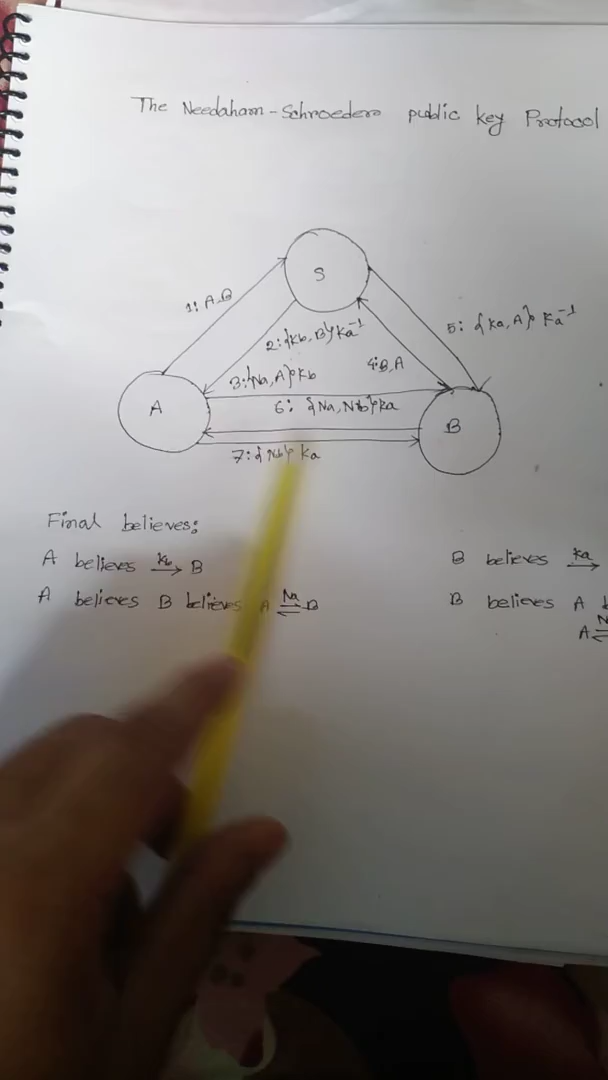 The Needaham-Schroedero public key Protocol
S
1: A,B
2:{Kb,B}Ka⁻¹
5: {Ka,A} Ka⁻¹
4:B,A
3:{Na,A}Kb
A
6: {Na,Nb}Ka
B
7:{Nb} Ka
Final believes:
A believes Kb→ B
B believes Ka→
A believes B believes A Na⇌ B
B believes A
A N⇌